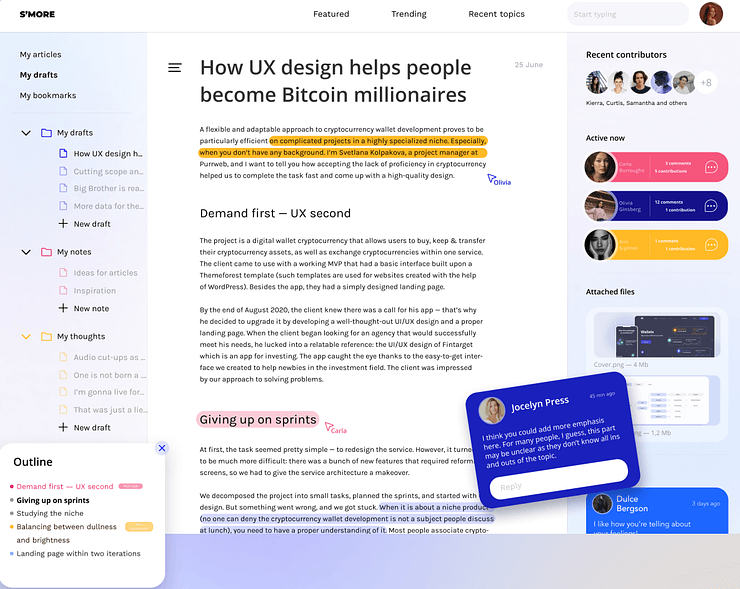 S'MORE
Featured
Trending
Recent topics
Start typing
My articles
My drafts
My bookmarks
My drafts
How UX design h...
Cutting scope an...
Big Brother is rea...
More data for the...
New draft
My notes
Ideas for articles
Inspiration
New note
My thoughts
Audio cut-ups as ...
One is not born a ...
I'm gonna live for...
That was just a lie...
New draft
Outline
Demand first — UX second
Giving up on sprints
Studying the niche
Balancing between dullness
and brightness
Landing page within two iterations
How UX design helps people
become Bitcoin millionaires
25 June
A flexible and adaptable approach to cryptocurrency wallet development proves to be
particularly efficient on complicated projects in a highly specialized niche. Especially,
when you don't have any background. I'm Svetlana Kolpakova, a project manager at
Purrweb, and I want to tell you how accepting the lack of proficiency in cryptocurrency
helped us to complete the task fast and come up with a high-quality design.
Olivia
Demand first — UX second
The project is a digital wallet cryptocurrency that allows users to buy, keep & transfer
their cryptocurrency assets, as well as exchange cryptocurrencies within one service.
The client came to use with a working MVP that had a basic interface built upon a
Themeforest template (such templates are used for websites created with the help
of WordPress). Besides the app, they had a simply designed landing page.
By the end of August 2020, the client knew there was a call for his app — that's why
he decided to upgrade it by developing a well-thought-out UI/UX design and a proper
landing page. When the client began looking for an agency that would successfully
meet his needs, he lucked into a relatable reference: the UI/UX design of Fintarget
which is an app for investing. The app caught the eye thanks to the easy-to-get inter-
face we created to help newbies in the investment field. The client was impressed
by our approach to solving problems.
Giving up on sprints
Carla
At first, the task seemed pretty simple — to redesign the service. However, it turne
to be much more difficult: there was a bunch of new features that required reform
screens, so we had to give the service architecture a makeover.
We decomposed the project into small tasks, planned the sprints, and started with
design. But something went wrong, and we got stuck. When it is about a niche product
(no one can deny the cryptocurrency wallet development is not a subject people discuss
at lunch), you need to have a proper understanding of it. Most people associate crypto-
Recent contributors
+8
Kierra, Curtis, Samantha and others
Active now
Carla
Burroughs
3 comments
5 contributions
Olivia
Ginsberg
12 comments
1 contribution
Attached files
Wallets
Cover.png — 4 Mb
ng — 1,2 Mb
Jocelyn Press
45 min ago
I think you could add more emphasis
here. For many people, I guess, this part
may be unclear as they don't know all ins
and outs of the topic.
Reply
Dulce
Bergson
3 days ago
I like how you're telling about
your feelings!